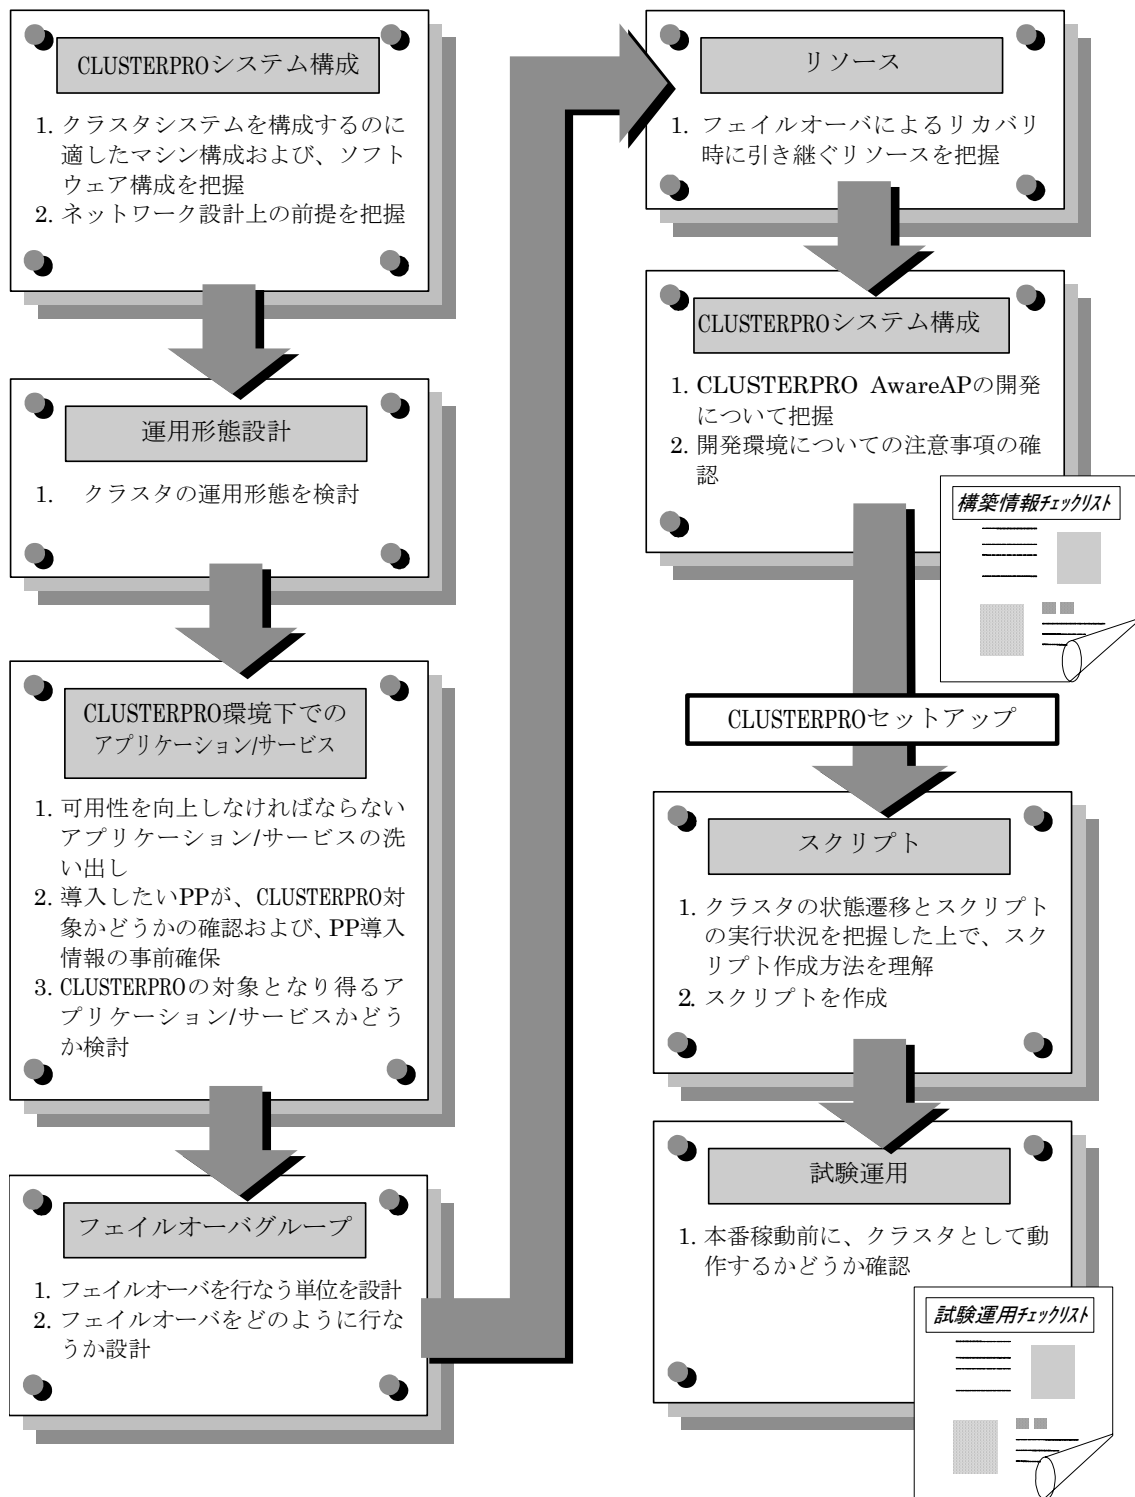 CLUSTERPROシステム構成
1. クラスタシステムを構成するのに
適したマシン構成および、ソフト
ウェア構成を把握
2. ネットワーク設計上の前提を把握
運用形態設計
1. クラスタの運用形態を検討
CLUSTERPRO環境下での
アプリケーション/サービス
1. 可用性を向上しなければならない
アプリケーション/サービスの洗
い出し
2. 導入したいPPが、CLUSTERPRO対
象かどうかの確認および、PP導入
情報の事前確保
3. CLUSTERPROの対象となり得るア
プリケーション/サービスかどう
か検討
フェイルオーバグループ
1. フェイルオーバを行なう単位を設計
2. フェイルオーバをどのように行な
うか設計
リソース
1. フェイルオーバによるリカバリ
時に引き継ぐリソースを把握
CLUSTERPROシステム構成
1. CLUSTERPRO AwareAPの開発
について把握
2. 開発環境についての注意事項の確
認
構築情報ﾁｪｯｸﾘｽﾄ
CLUSTERPROセットアップ
スクリプト
1. クラスタの状態遷移とスクリプト
の実行状況を把握した上で、スク
リプト作成方法を理解
2. スクリプトを作成
試験運用
1. 本番稼動前に、クラスタとして動
作するかどうか確認
試験運用ﾁｪｯｸﾘｽﾄ